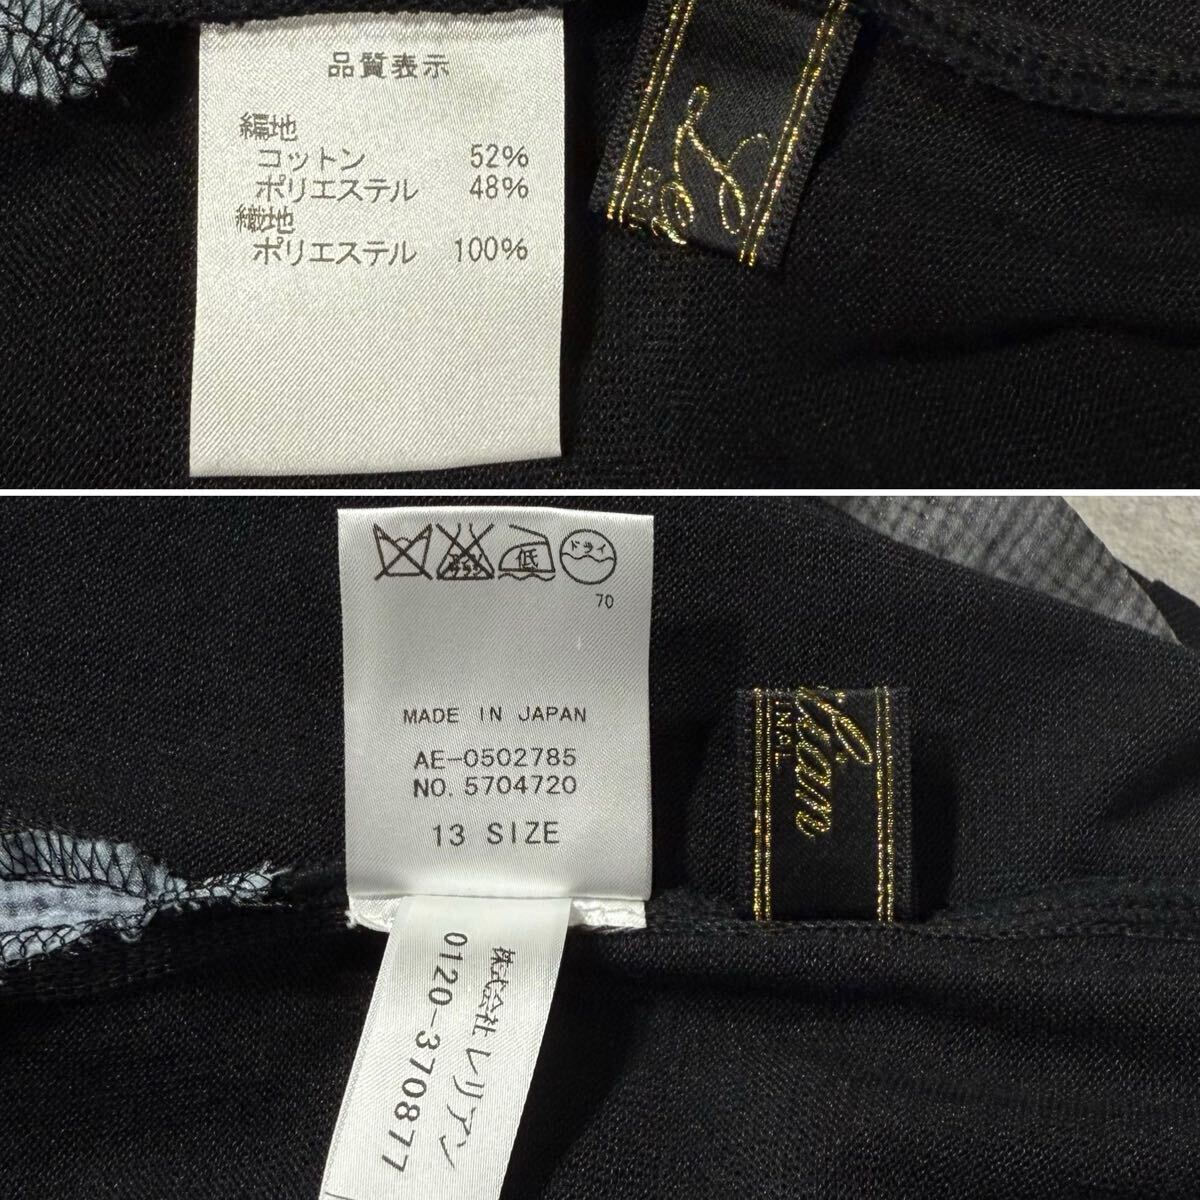 品質表示
編地
コットン 52%
ポリエステル 48%
織地
ポリエステル 100%
低
ドライ
70
MADE IN JAPAN
AE-0502785
NO. 5704720
13 SIZE
株式会社レリアン
0120-370877